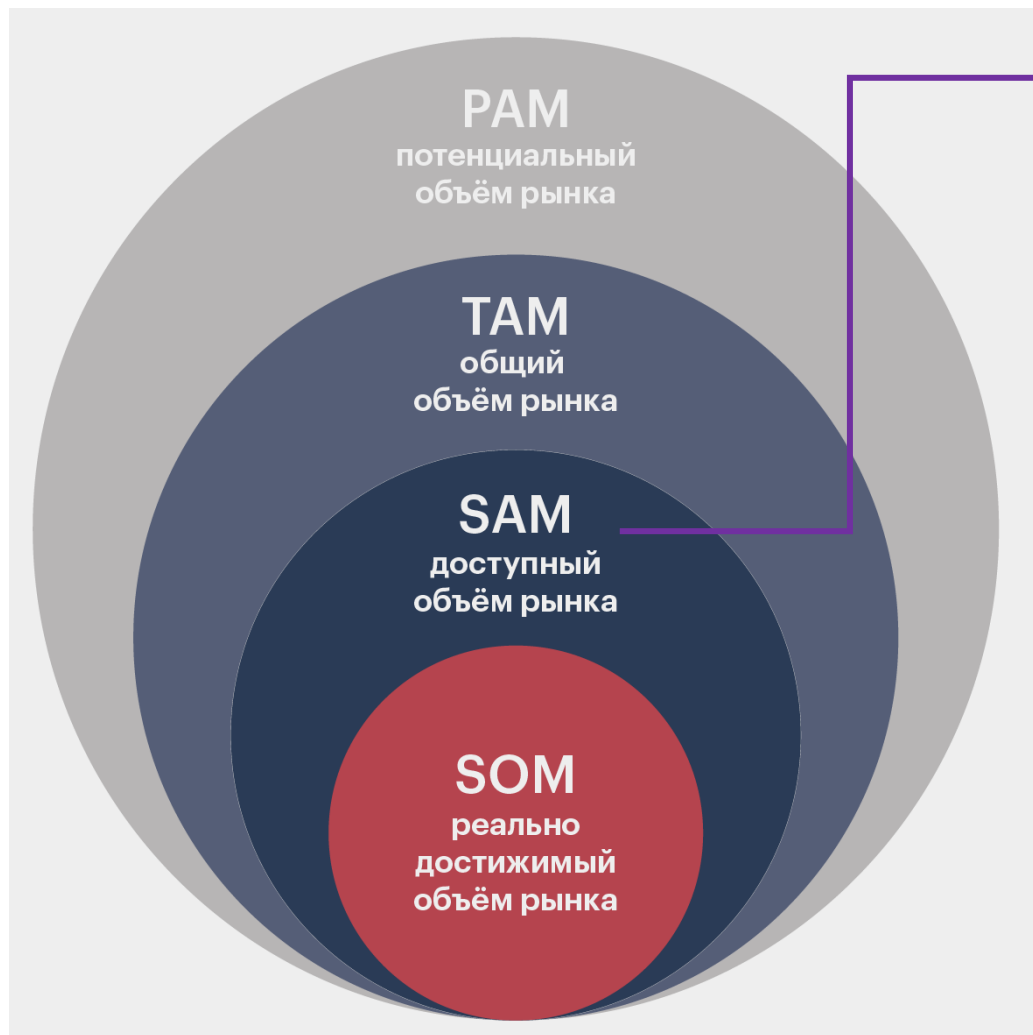 PAM
потенциальный
объём рынка
TAM
общий
объём рынка
SAM
доступный
объём рынка
SOM
реально
достижимый
объём рынка